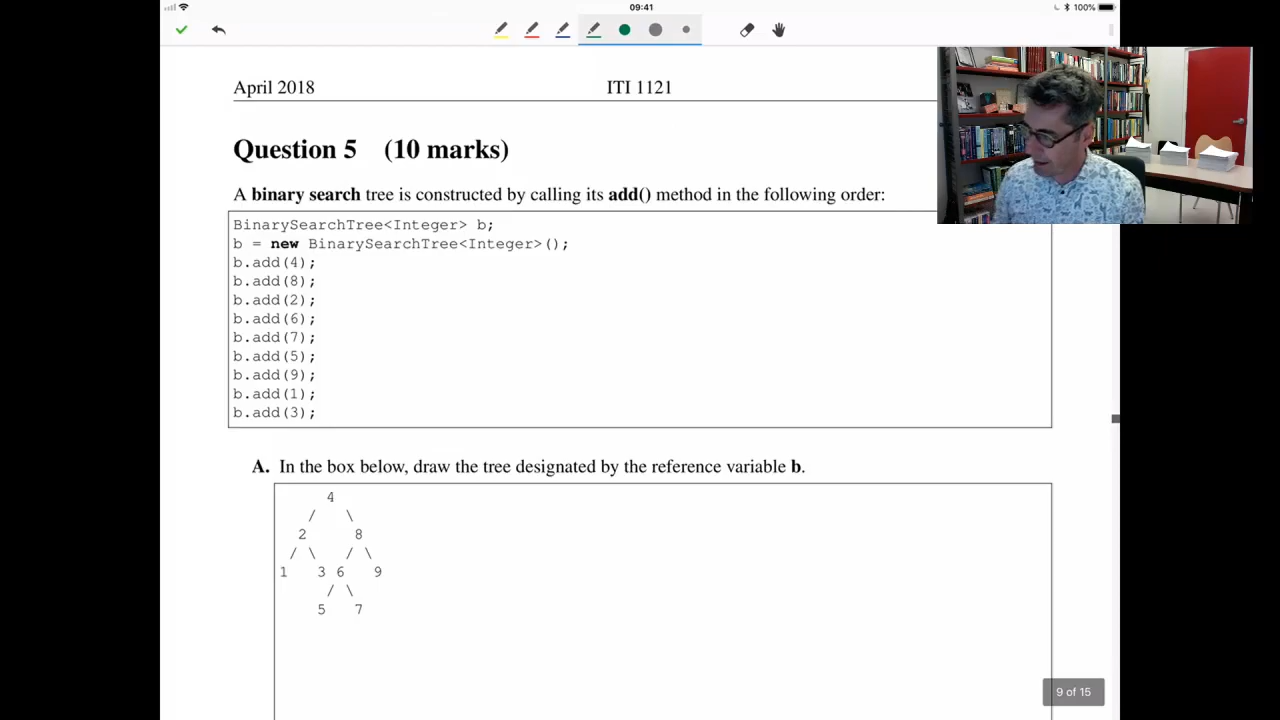 09:41
100%
April 2018 ITI 1121
Question 5 (10 marks)
A binary search tree is constructed by calling its add() method in the following order:
BinarySearchTree<Integer> b;
b = new BinarySearchTree<Integer>();
b.add(4);
b.add(8);
b.add(2);
b.add(6);
b.add(7);
b.add(5);
b.add(9);
b.add(1);
b.add(3);
A. In the box below, draw the tree designated by the reference variable b.
4
/ \
2 8
/ \ / \
1 3 6 9
/ \
5 7
9 of 15